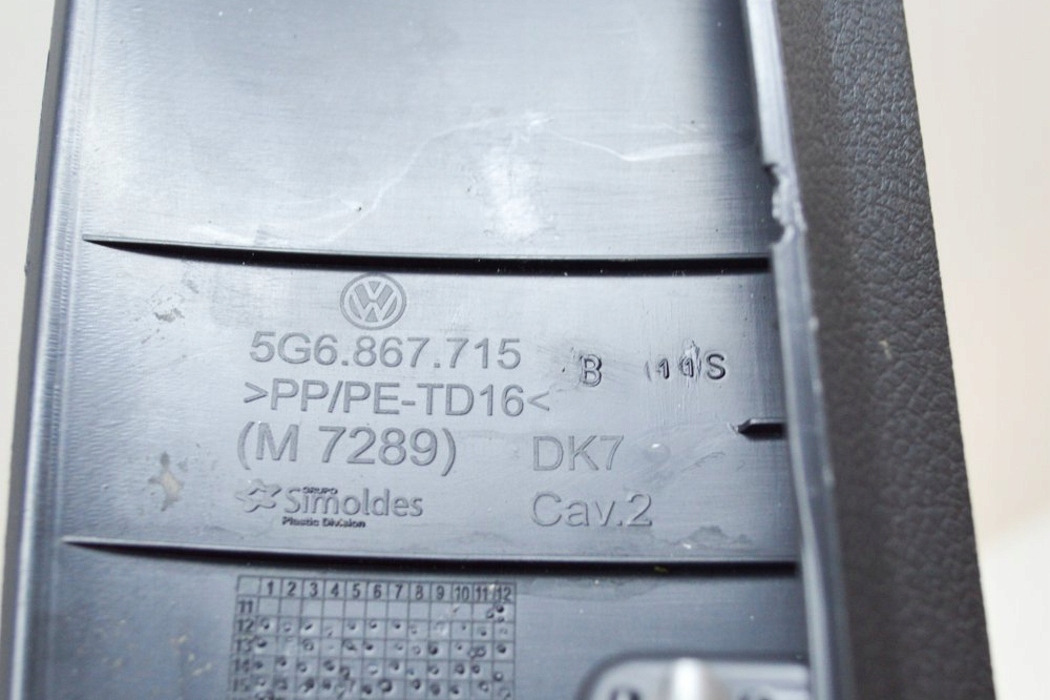 5G6.867.715 B 11S
>PP/PE-TD16<
(M 7289) DK7
GRUPO
Simoldes Cav.2
Plastic Division
1 2 3 4 5 6 7 8 9 10 11 12
11
12
13
14
15